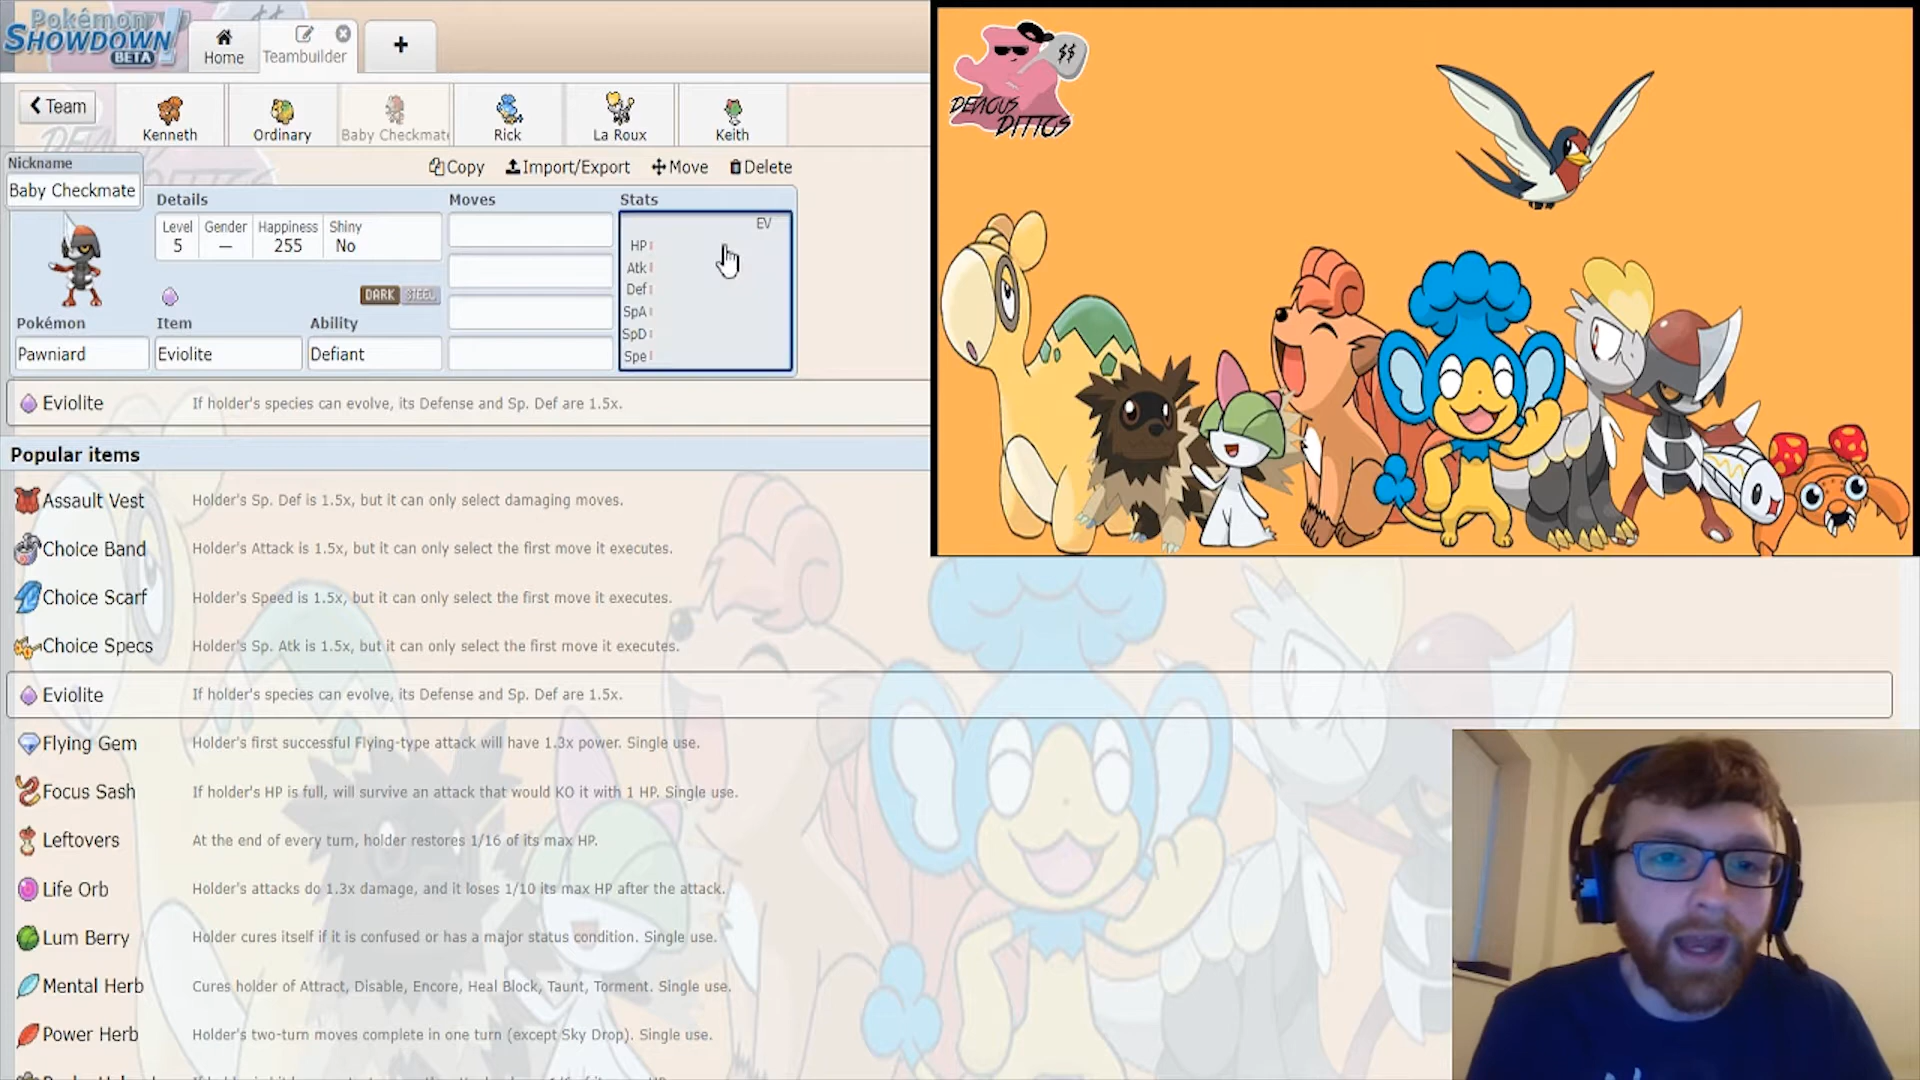 Pokémon
SHOWDOWN!
BETA
Home
Teambuilder
+
Team
Kenneth
Ordinary
Baby Checkmate
Rick
La Roux
Keith
Nickname
Baby Checkmate
Copy
Import/Export
Move
Delete
Details
Moves
Stats
Level
5
Gender
—
Happiness
255
Shiny
No
EV
HP
Atk
Def
SpA
SpD
Spe
DARK
STEEL
Pokémon
Pawniard
Item
Eviolite
Ability
Defiant
Eviolite If holder's species can evolve, its Defense and Sp. Def are 1.5x.
Popular items
Assault Vest Holder's Sp. Def is 1.5x, but it can only select damaging moves.
Choice Band Holder's Attack is 1.5x, but it can only select the first move it executes.
Choice Scarf Holder's Speed is 1.5x, but it can only select the first move it executes.
Choice Specs Holder's Sp. Atk is 1.5x, but it can only select the first move it executes.
Eviolite If holder's species can evolve, its Defense and Sp. Def are 1.5x.
Flying Gem Holder's first successful Flying-type attack will have 1.3x power. Single use.
Focus Sash If holder's HP is full, will survive an attack that would KO it with 1 HP. Single use.
Leftovers At the end of every turn, holder restores 1/16 of its max HP.
Life Orb Holder's attacks do 1.3x damage, and it loses 1/10 its max HP after the attack.
Lum Berry Holder cures itself if it is confused or has a major status condition. Single use.
Mental Herb Cures holder of Attract, Disable, Encore, Heal Block, Taunt, Torment. Single use.
Power Herb Holder's two-turn moves complete in one turn (except Sky Drop). Single use.
$$
DEVIOUS
DITTOS